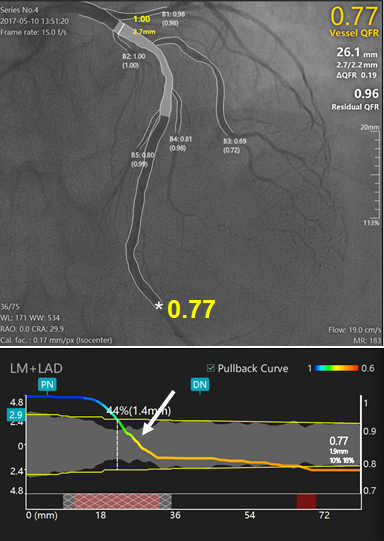 Series No.4
2017-05-10 13:51:20
Frame rate: 15.0 f/s
1.00
2.7mm
B1: 0.98
(0.98)
B2: 1.00
(1.00)
B3: 0.69
(0.72)
B4: 0.81
(0.98)
B5: 0.80
(0.99)
0.77
Vessel QFR
26.1 mm
2.7/2.2 mm
ΔQFR 0.19
0.96
Residual QFR
20mm
113%
* 0.77
36/75
WL: 171 WW: 534
RAO: 0.0 CRA: 29.9
Cal. fac. : 0.17 mm/px (Isocenter)
Flow: 19.0 cm/s
MR: 183
LM+LAD
Pullback Curve
1 0.6
PN
DN
4.8
2.9
2.4
0
2.4
4.8
44%(1.4mm)
1
0.9
0.8
0.7
0.77
1.9mm
10% 18%
0 (mm) 18 36 54 72